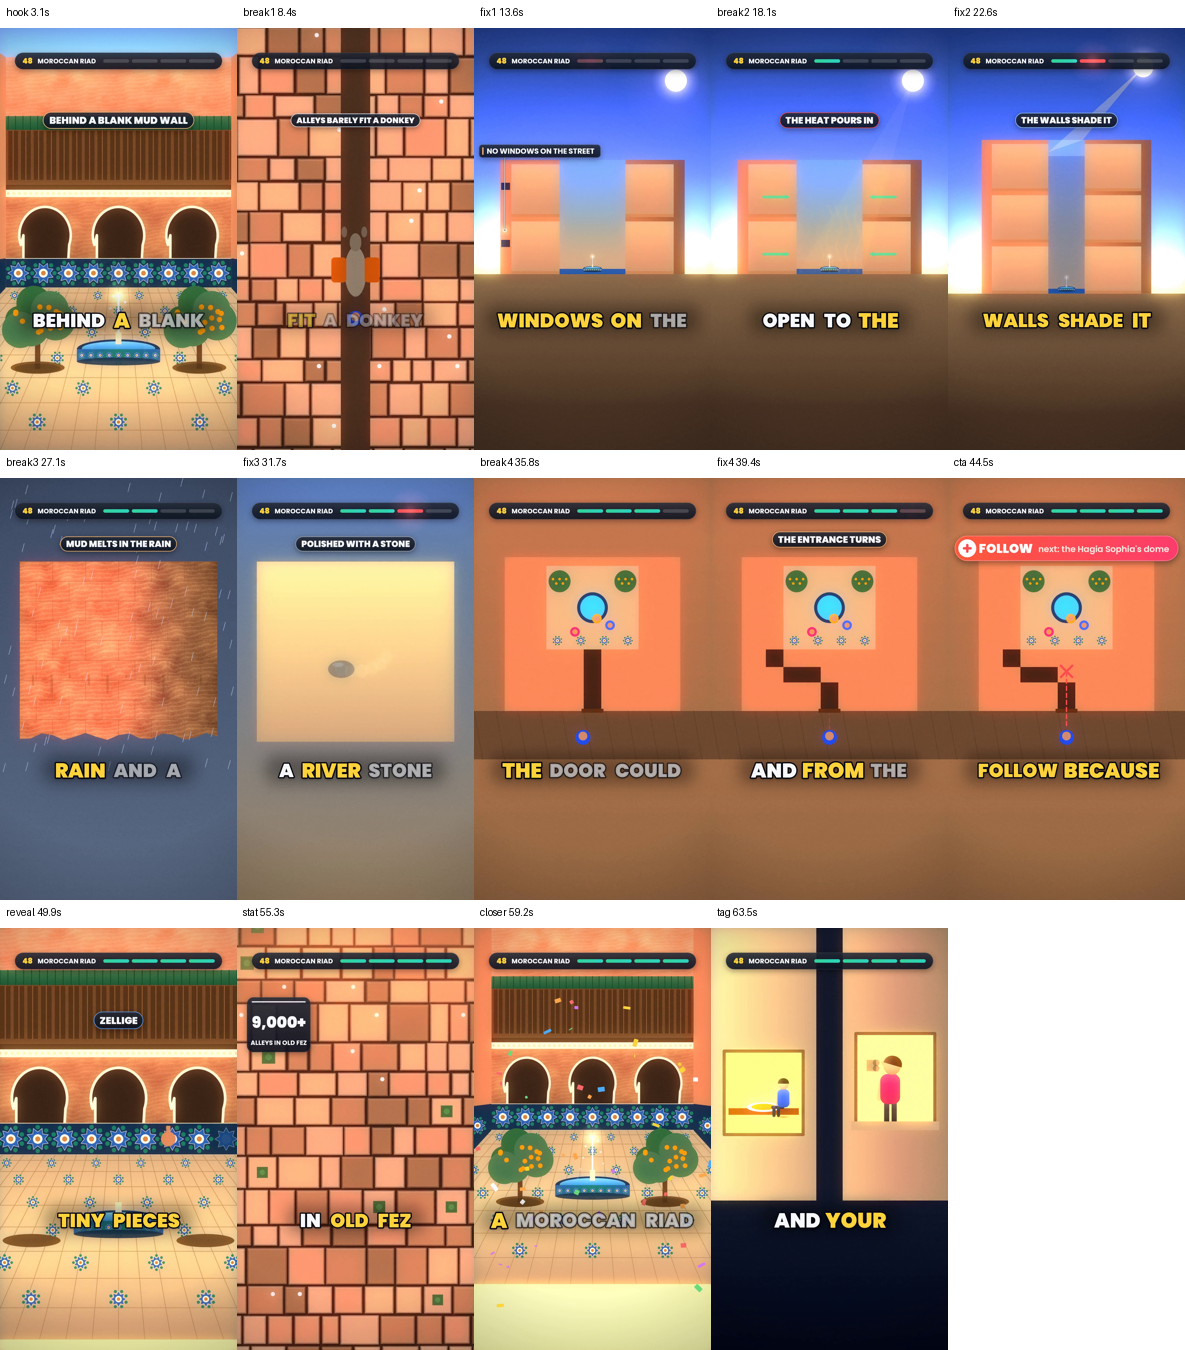 hook 3.1s
48 MOROCCAN RIAD
BEHIND A BLANK MUD WALL
BEHIND A BLANK
break1 8.4s
48 MOROCCAN RIAD
ALLEYS BARELY FIT A DONKEY
FIT A DONKEY
fix1 13.6s
48 MOROCCAN RIAD
NO WINDOWS ON THE STREET
WINDOWS ON THE
break2 18.1s
48 MOROCCAN RIAD
THE HEAT POURS IN
OPEN TO THE
fix2 22.6s
48 MOROCCAN RIAD
THE WALLS SHADE IT
WALLS SHADE IT
break3 27.1s
48 MOROCCAN RIAD
MUD MELTS IN THE RAIN
RAIN AND A
fix3 31.7s
48 MOROCCAN RIAD
POLISHED WITH A STONE
A RIVER STONE
break4 35.8s
48 MOROCCAN RIAD
THE DOOR COULD
fix4 39.4s
48 MOROCCAN RIAD
THE ENTRANCE TURNS
AND FROM THE
cta 44.5s
48 MOROCCAN RIAD
FOLLOW next: the Hagia Sophia's dome
FOLLOW BECAUSE
reveal 49.9s
48 MOROCCAN RIAD
ZELLIGE
TINY PIECES
stat 55.3s
48 MOROCCAN RIAD
9,000+
ALLEYS IN OLD FEZ
IN OLD FEZ
closer 59.2s
48 MOROCCAN RIAD
A MOROCCAN RIAD
tag 63.5s
48 MOROCCAN RIAD
AND YOUR